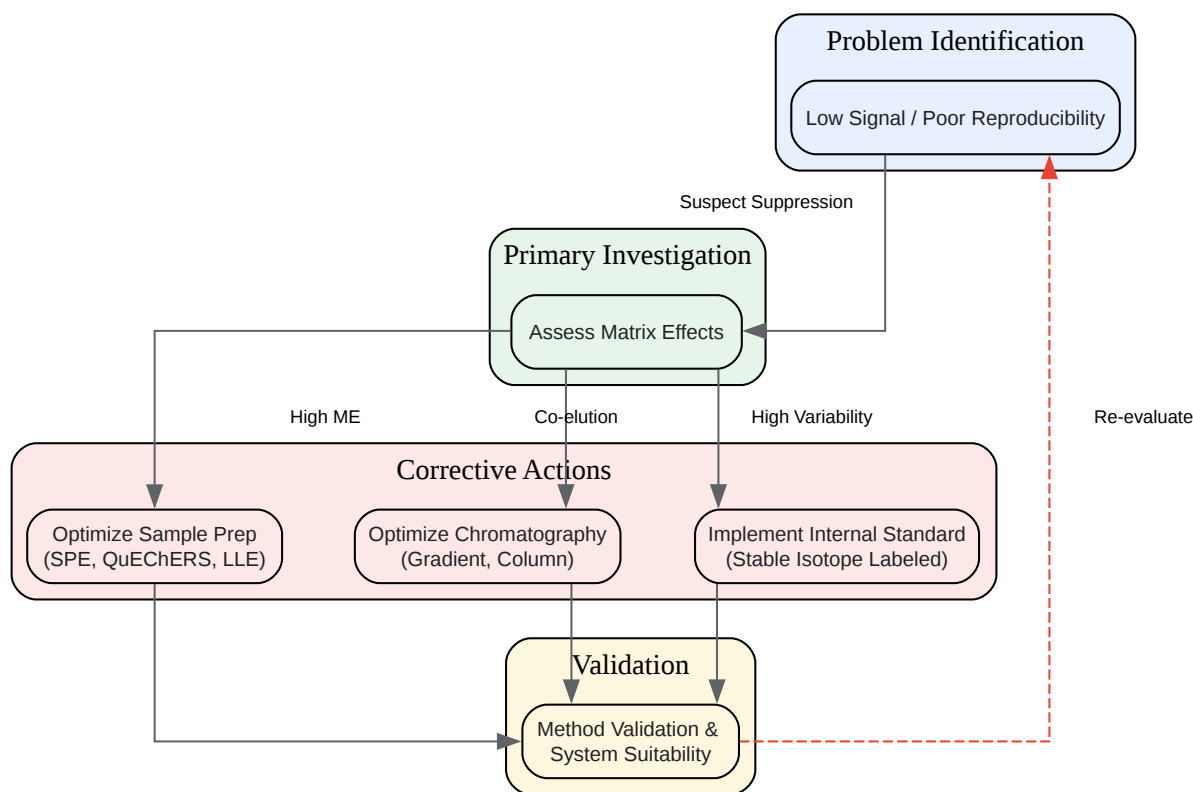 Problem Identification
Low Signal / Poor Reproducibility
Suspect Suppression
Primary Investigation
Assess Matrix Effects
High ME
Co-elution
High Variability
Re-evaluate
Corrective Actions
Optimize Sample Prep
(SPE, QuEChERS, LLE)
Optimize Chromatography
(Gradient, Column)
Implement Internal Standard
(Stable Isotope Labeled)
Validation
Method Validation &
System Suitability